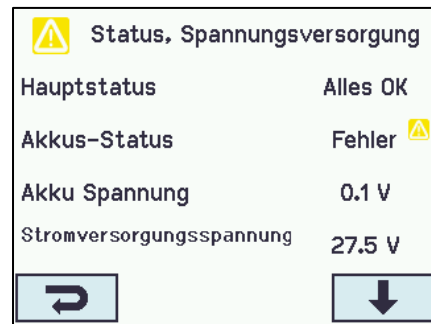 Status, Spannungsversorgung
Hauptstatus Alles OK
Akkus-Status Fehler
Akku Spannung 0.1 V
Stromversorgungsspannung 27.5 V